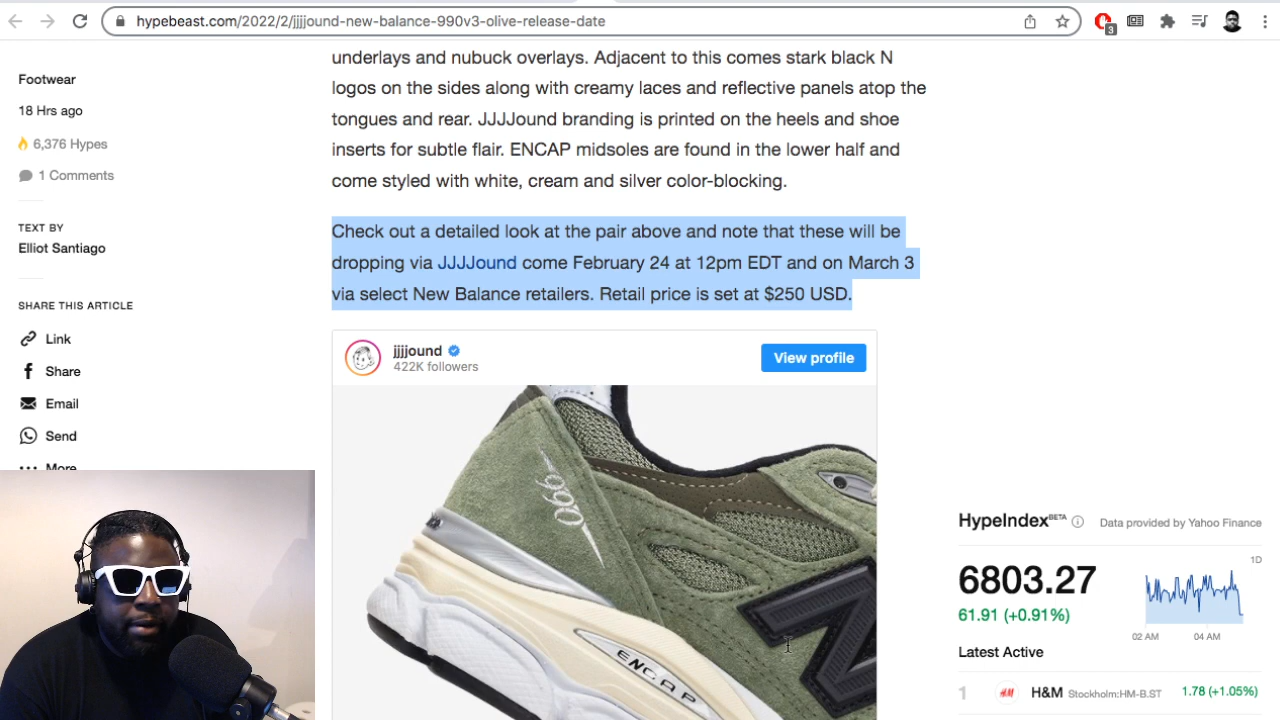 hypebeast.com/2022/2/jjjjound-new-balance-990v3-olive-release-date
3
Footwear
18 Hrs ago
6,376 Hypes
1 Comments
TEXT BY
Elliot Santiago
SHARE THIS ARTICLE
Link
Share
Email
Send
More
underlays and nubuck overlays. Adjacent to this comes stark black N
logos on the sides along with creamy laces and reflective panels atop the
tongues and rear. JJJJound branding is printed on the heels and shoe
inserts for subtle flair. ENCAP midsoles are found in the lower half and
come styled with white, cream and silver color-blocking.
Check out a detailed look at the pair above and note that these will be
dropping via JJJJound come February 24 at 12pm EDT and on March 3
via select New Balance retailers. Retail price is set at $250 USD.
jjjjound
422K followers
View profile
990
ENCAP
N
HypeIndex BETA
Data provided by Yahoo Finance
6803.27
61.91 (+0.91%)
1D
02 AM 04 AM
Latest Active
1 H&M H&M Stockholm:HM-B.ST 1.78 (+1.05%)